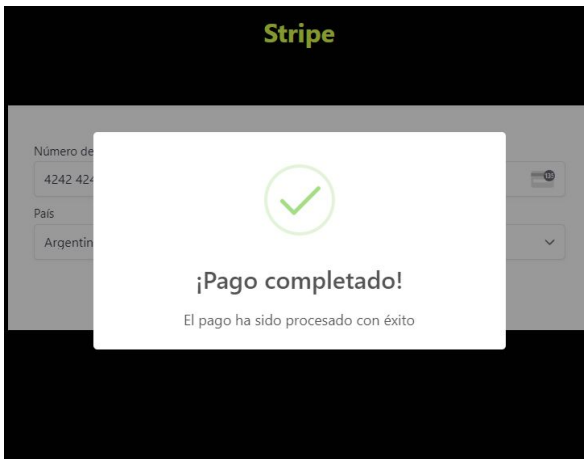 Stripe
Número de
4242 424
País
Argentin
¡Pago completado!
El pago ha sido procesado con éxito